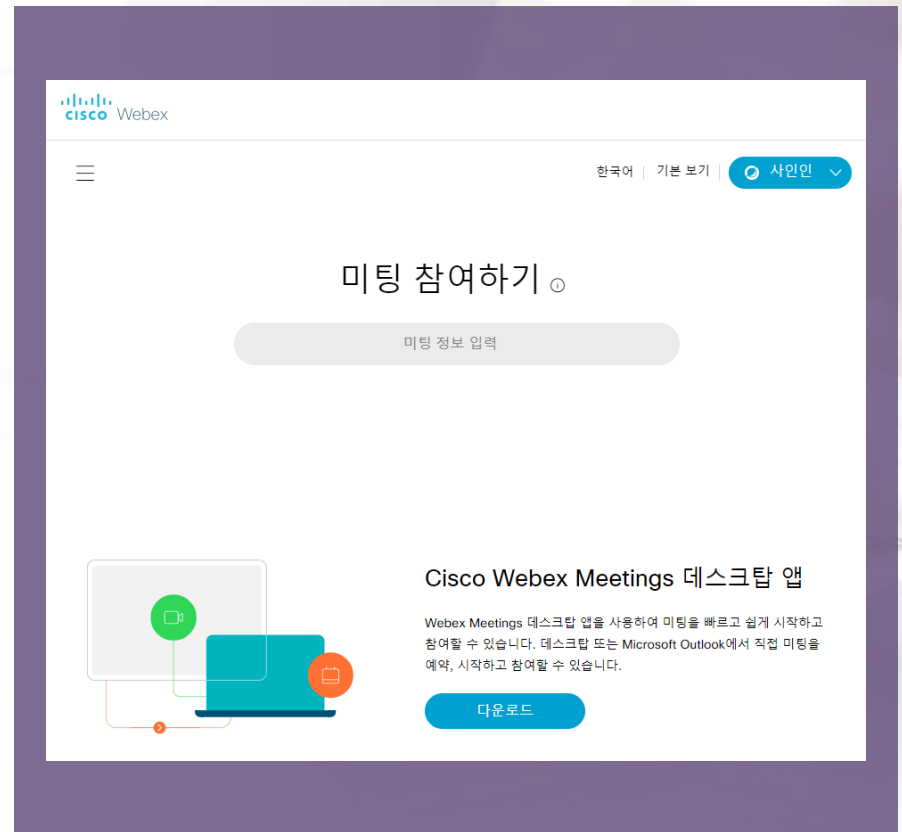 CISCO Webex
한국어 기본 보기 사인인
미팅 참여하기
미팅 정보 입력
Cisco Webex Meetings 데스크탑 앱
Webex Meetings 데스크탑 앱을 사용하여 미팅을 빠르고 쉽게 시작하고
참여할 수 있습니다. 데스크탑 또는 Microsoft Outlook에서 직접 미팅을
예약, 시작하고 참여할 수 있습니다.
다운로드